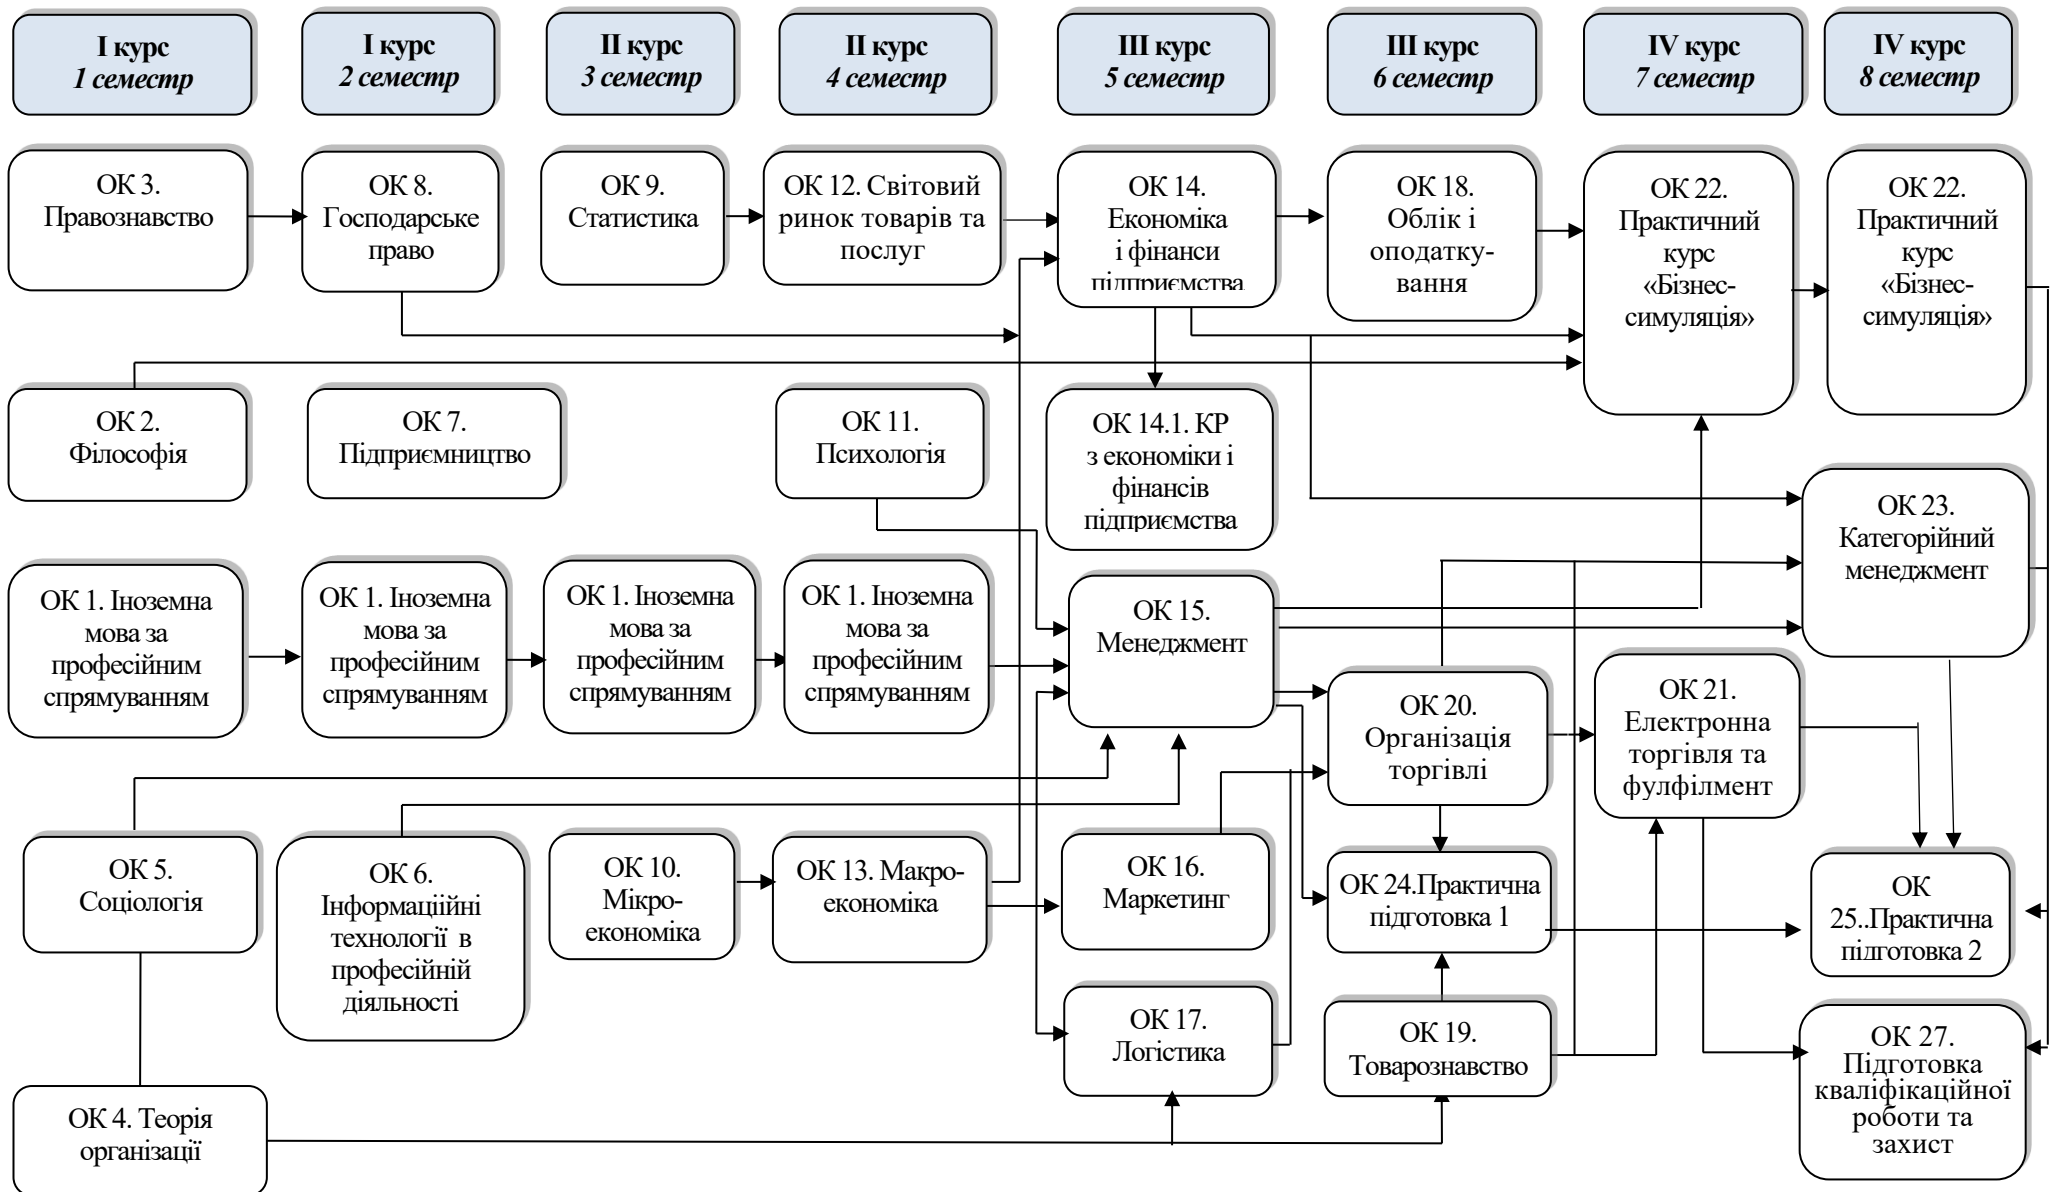 І курс
1 семестр
І курс
2 семестр
ІІ курс
3 семестр
ІІ курс
4 семестр
ІІІ курс
5 семестр
ІІІ курс
6 семестр
ІV курс
7 семестр
ІV курс
8 семестр
ОК 3.
Правознавство
ОК 8.
Господарське
право
ОК 9.
Статистика
ОК 12. Світовий
ринок товарів та
послуг
ОК 14.
Економіка
і фінанси
підприємства
ОК 18.
Облік і
оподатку-
вання
ОК 22.
Практичний
курс
«Бізнес-
симуляція»
ОК 22.
Практичний
курс
«Бізнес-
симуляція»
ОК 2.
Філософія
ОК 7.
Підприємництво
ОК 11.
Психологія
ОК 14.1. КР
з економіки і
фінансів
підприємства
ОК 23.
Категорійний
менеджмент
ОК 1. Іноземна
мова за
професійним
спрямуванням
ОК 1. Іноземна
мова за
професійним
спрямуванням
ОК 1. Іноземна
мова за
професійним
спрямуванням
ОК 1. Іноземна
мова за
професійним
спрямуванням
ОК 15.
Менеджмент
ОК 20.
Організація
торгівлі
ОК 21.
Електронна
торгівля та
фулфілмент
ОК 5.
Соціологія
ОК 6.
Інформаціійні
технології в
професійній
діяльності
ОК 10.
Мікро-
економіка
ОК 13. Макро-
економіка
ОК 16.
Маркетинг
ОК 24.Практична
підготовка 1
ОК
25..Практична
підготовка 2
ОК 17.
Логістика
ОК 19.
Товарознавство
ОК 27.
Підготовка
кваліфікаційної
роботи та
захист
ОК 4. Теорія
організації